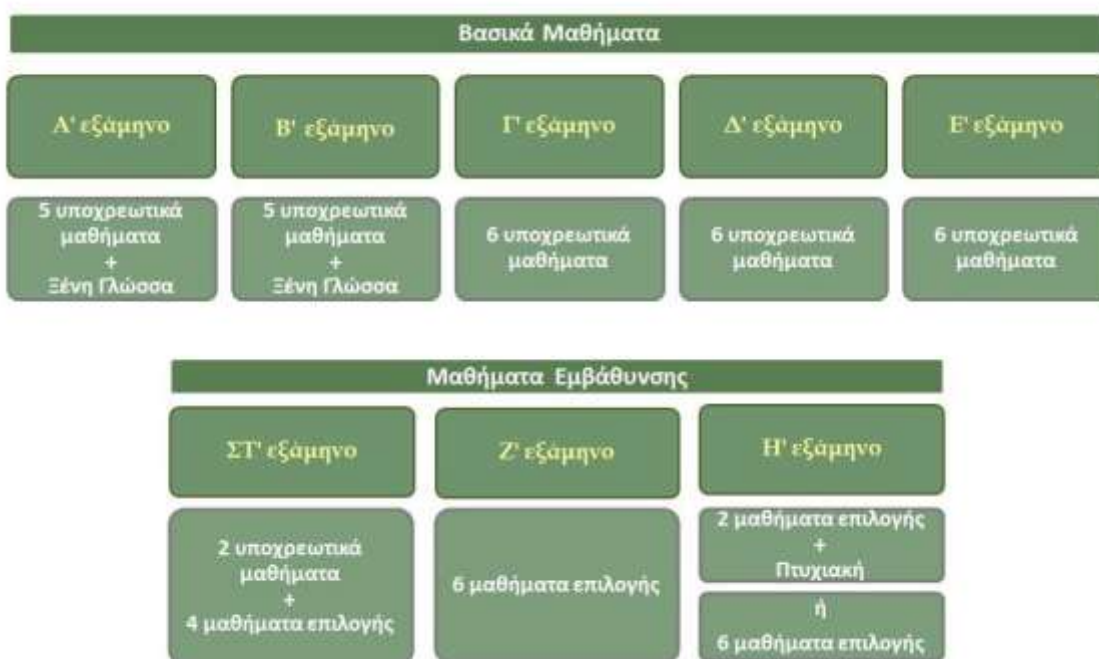 Βασικά Μαθήματα
Α' εξάμηνο
Β' εξάμηνο
Γ' εξάμηνο
Δ' εξάμηνο
Ε' εξάμηνο
5 υποχρεωτικά
μαθήματα
+
Ξένη Γλώσσα
5 υποχρεωτικά
μαθήματα
+
Ξένη Γλώσσα
6 υποχρεωτικά
μαθήματα
6 υποχρεωτικά
μαθήματα
6 υποχρεωτικά
μαθήματα
Μαθήματα Εμβάθυνσης
ΣΤ' εξάμηνο
Ζ' εξάμηνο
Η' εξάμηνο
2 υποχρεωτικά
μαθήματα
+
4 μαθήματα επιλογής
6 μαθήματα επιλογής
2 μαθήματα επιλογής
+
Πτυχιακή
ή
6 μαθήματα επιλογής